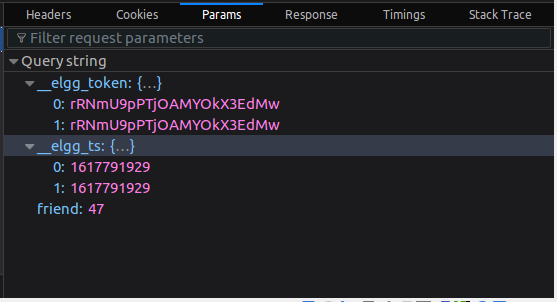 Headers Cookies Params Response Timings Stack Trace
Filter request parameters
Query string
__elgg_token: {…}
0: rRNmU9pPTjOAMYOkX3EdMw
1: rRNmU9pPTjOAMYOkX3EdMw
__elgg_ts: {…}
0: 1617791929
1: 1617791929
friend: 47